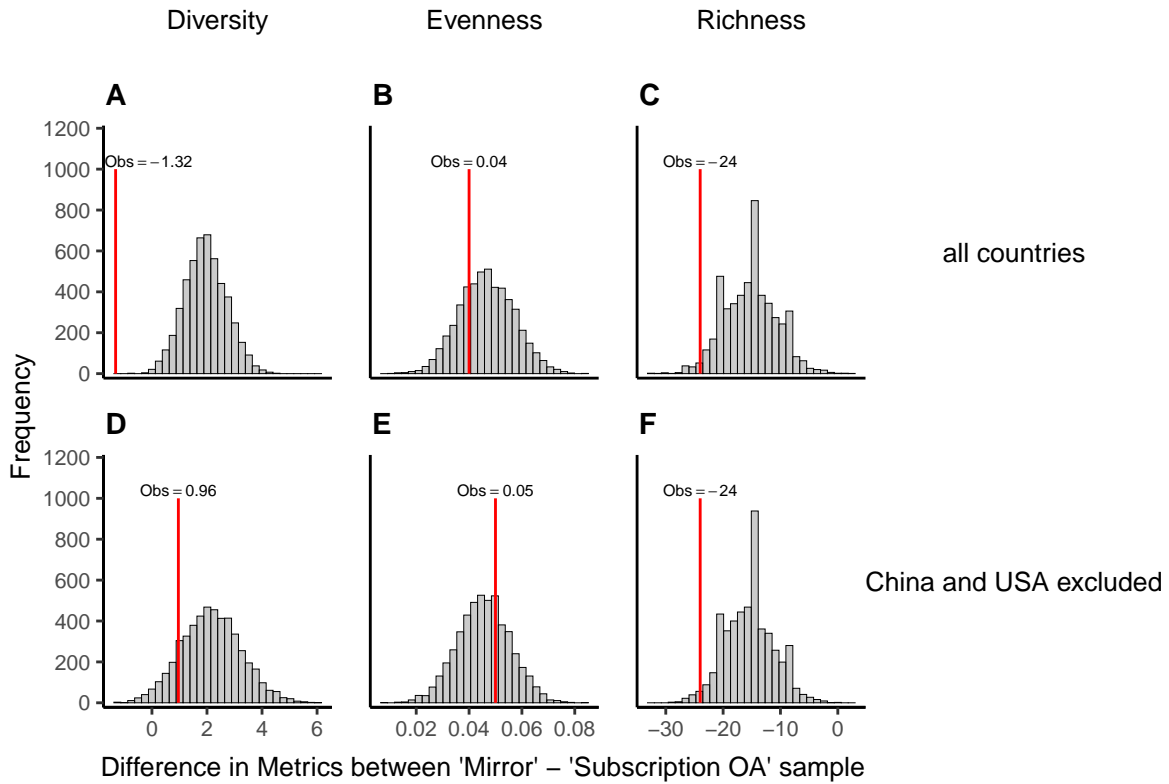 Diversity Evenness Richness
A B C
1200
1000
800
600
400
200
0
Obs = −1.32
Obs = 0.04
Obs = −24
all countries
Frequency
D E F
1200
1000
800
600
400
200
0
Obs = 0.96
Obs = 0.05
Obs = −24
China and USA excluded
0 2 4 6
0.02 0.04 0.06 0.08
−30 −20 −10 0
Difference in Metrics between 'Mirror' − 'Subscription OA' sample